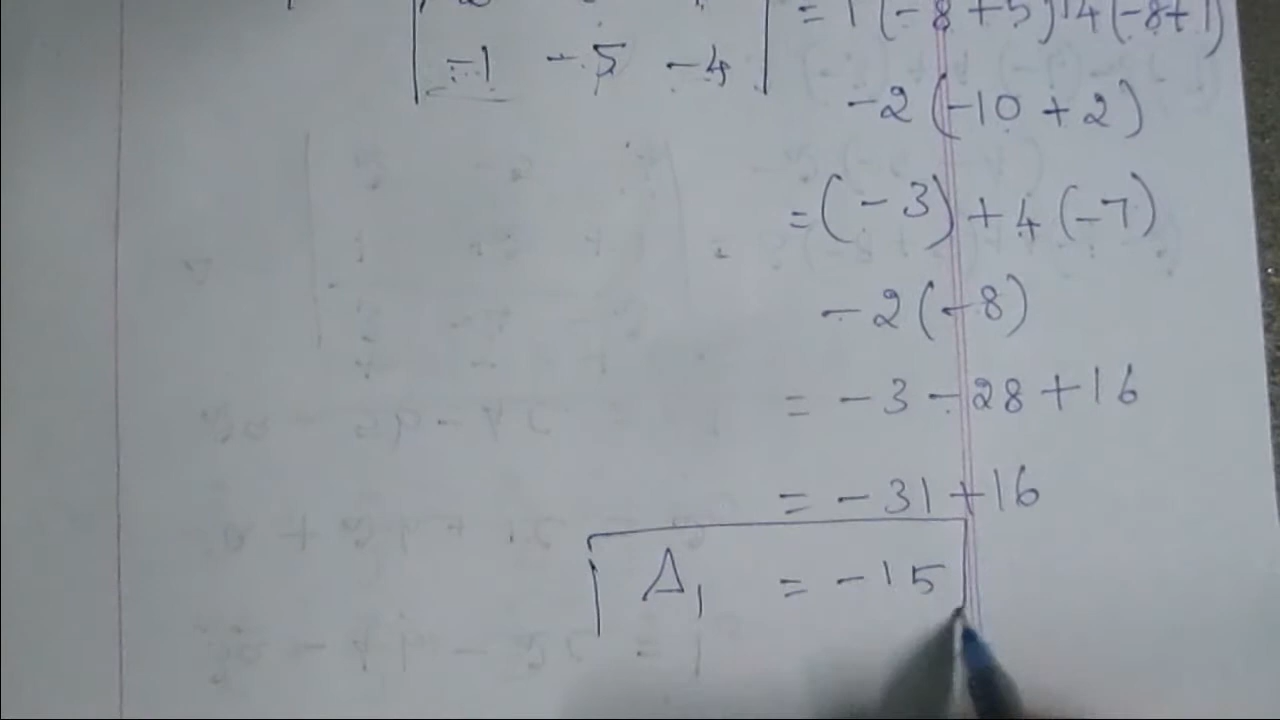 = 1 (-8 + 5) + 4 (-8+1)
-1 -5 -4
-2 (-10 + 2)
= (-3) + 4 (-7)
-2 (-8)
= -3 - 28 + 16
= -31 + 16
Δ₁ = -15